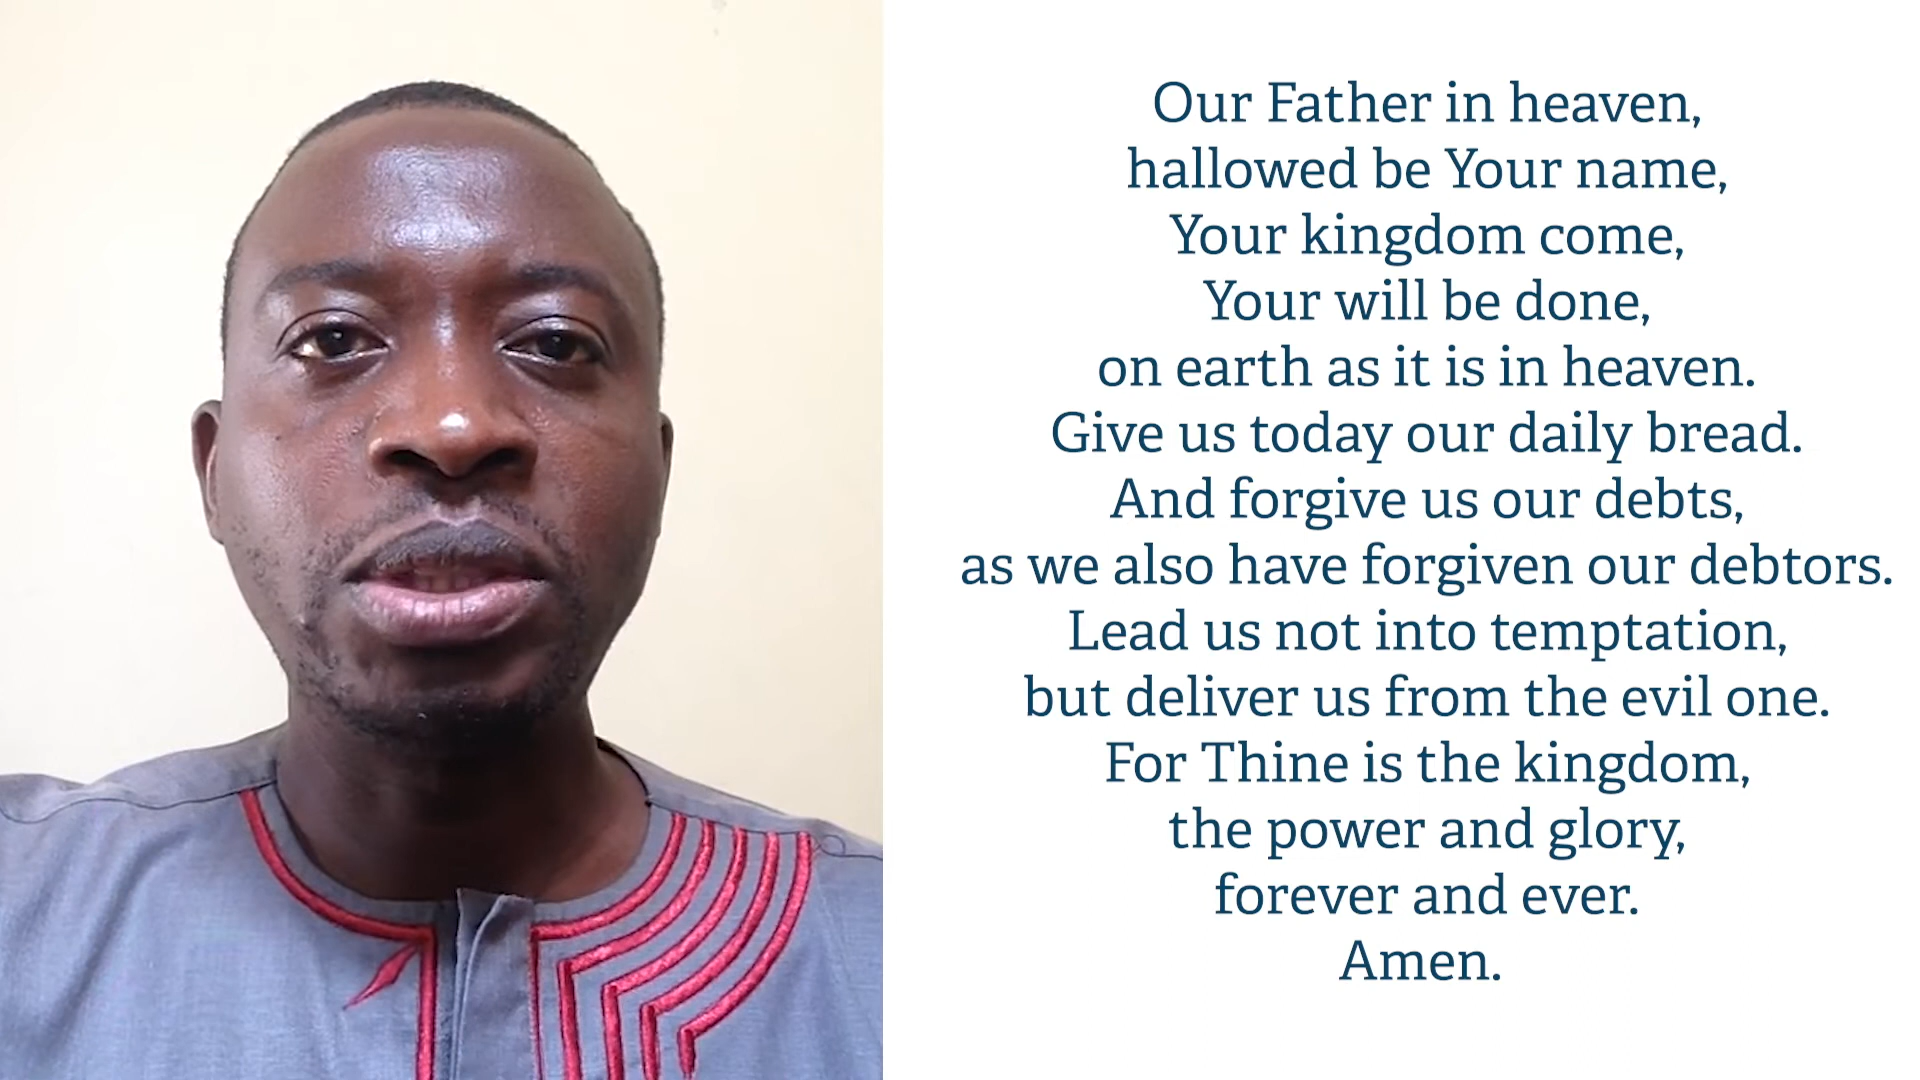 Our Father in heaven,
hallowed be Your name,
Your kingdom come,
Your will be done,
on earth as it is in heaven.
Give us today our daily bread.
And forgive us our debts,
as we also have forgiven our debtors.
Lead us not into temptation,
but deliver us from the evil one.
For Thine is the kingdom,
the power and glory,
forever and ever.
Amen.